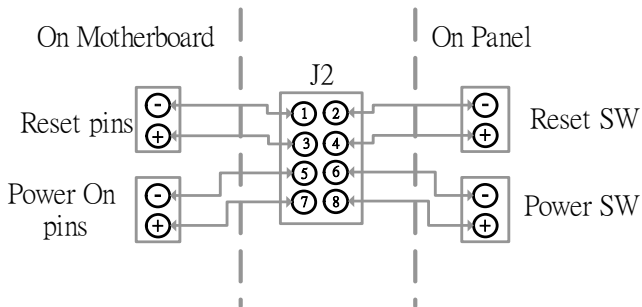 On Motherboard
On Panel
J2
Reset pins
-
+
1
2
3
4
-
+
Reset SW
Power On
pins
-
+
5
6
7
8
-
+
Power SW